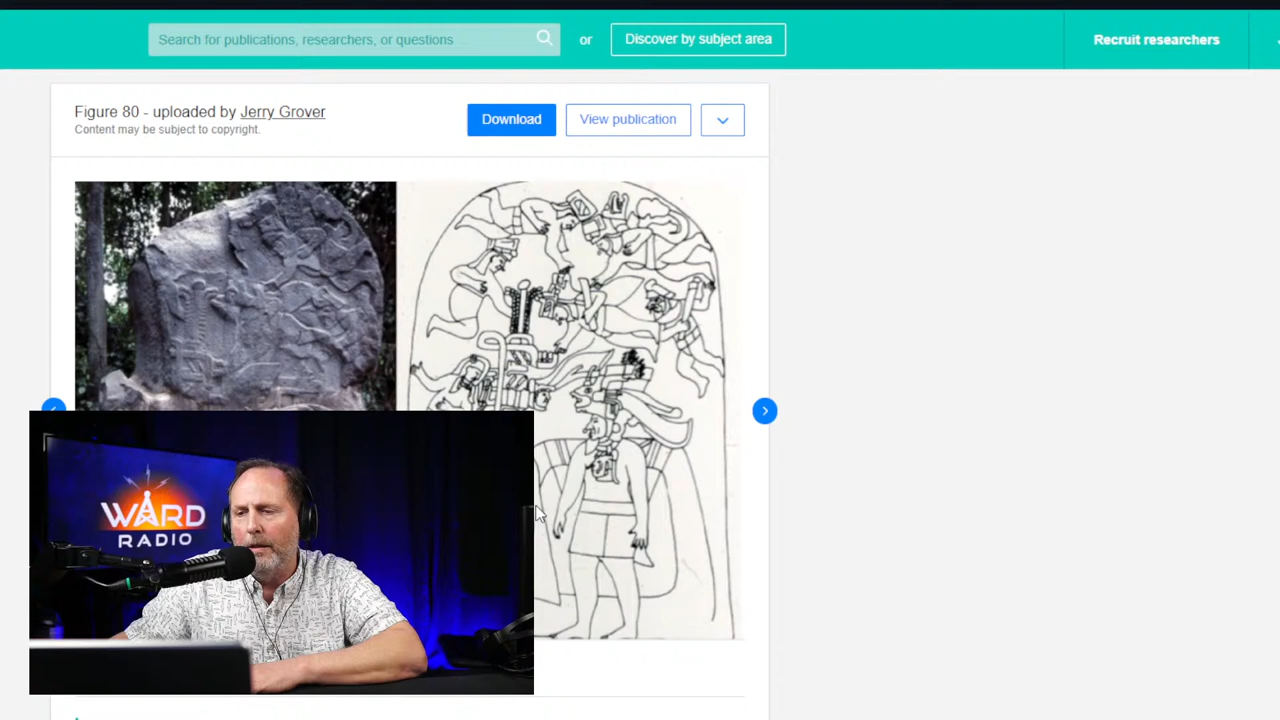 Search for publications, researchers, or questions
or
Discover by subject area
Recruit researchers
Figure 80 - uploaded by Jerry Grover
Content may be subject to copyright.
Download
View publication
WARD
RADIO